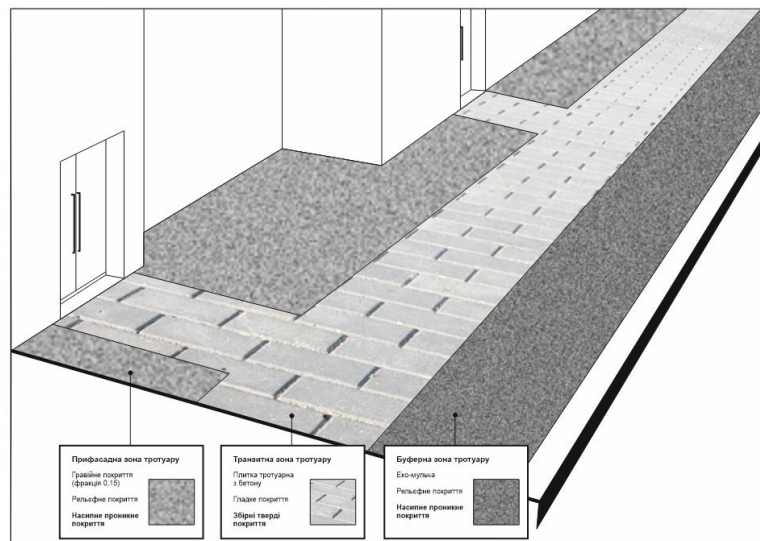 Прифасадна зона тротуару
Гравійне покриття
(фракція 0,15)
Рельєфне покриття
Насипне проникне
покриття
Транзитна зона тротуару
Плитка тротуарна
з бетону
Гладке покриття
Збірні тверді
покриття
Буферна зона тротуару
Еко-мульча
Рельєфне покриття
Насипне проникне
покриття